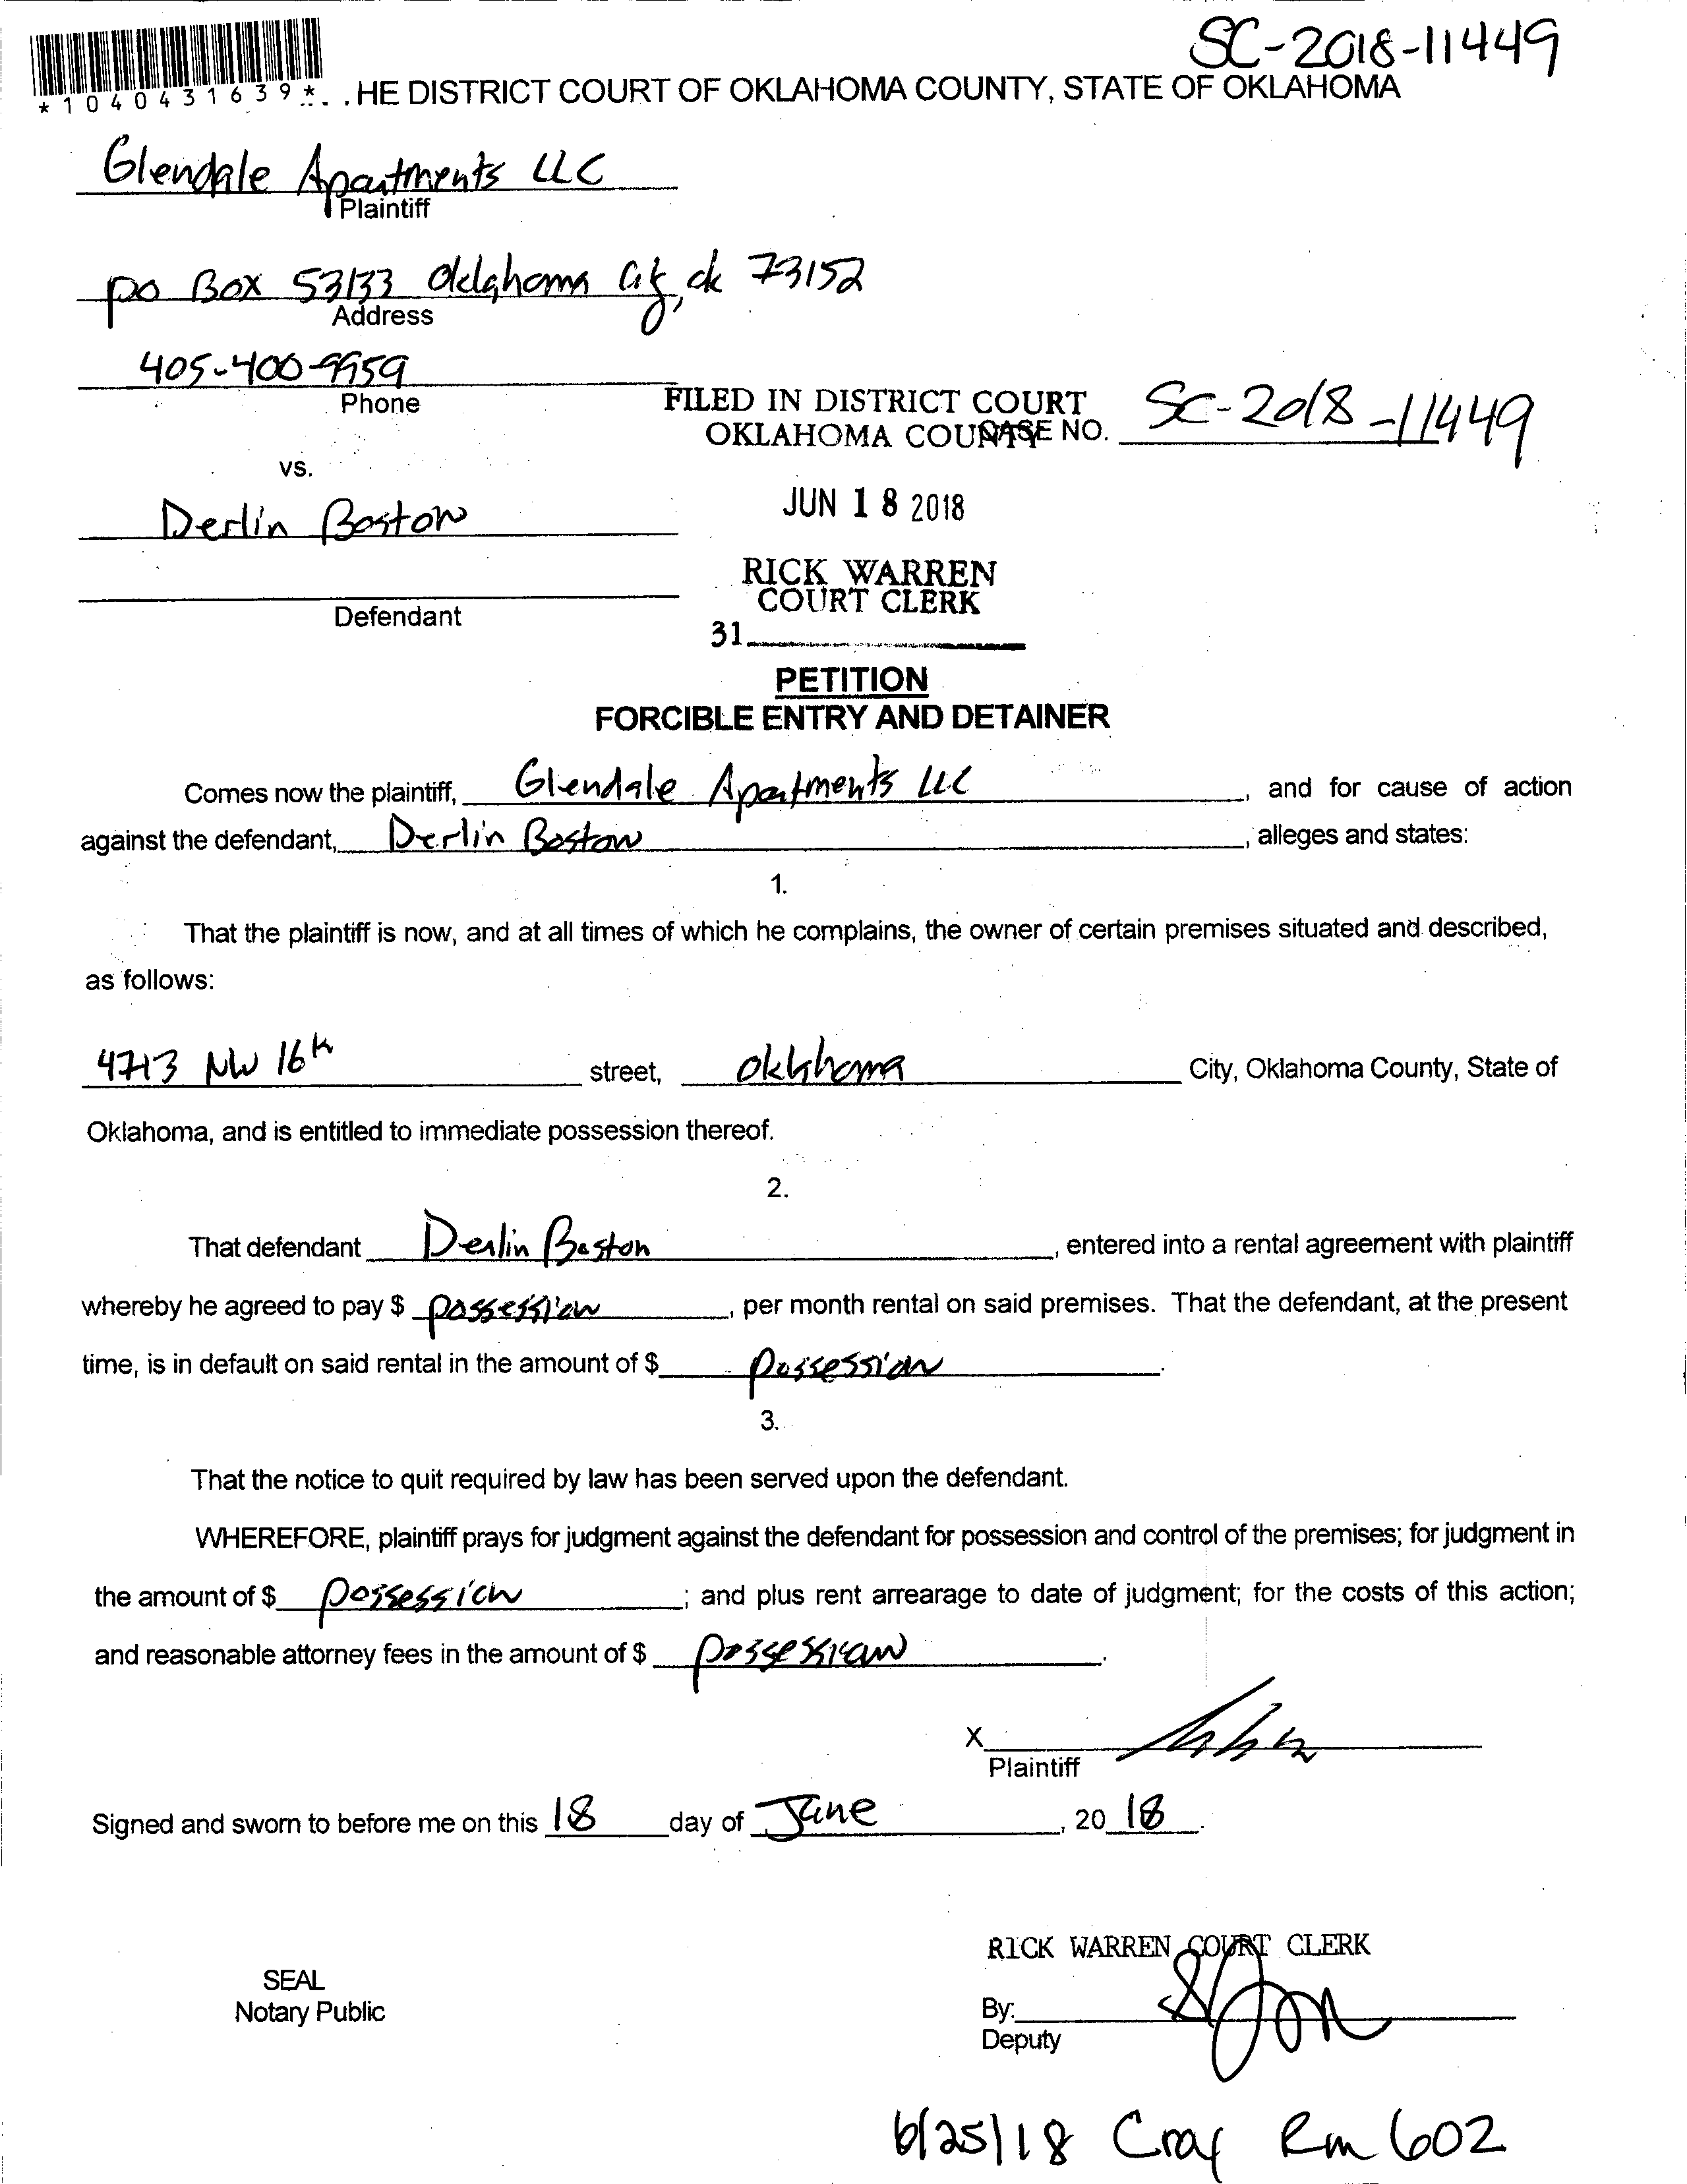 SC-2018-11449
*1040431639*. . .HE DISTRICT COURT OF OKLAHOMA COUNTY, STATE OF OKLAHOMA
Glendale Apartments LLC
Plaintiff
po Box 53133 Oklahoma City, ok 73152
Address
405-400-9959
Phone
FILED IN DISTRICT COURT
OKLAHOMA COUNTY
CASE NO. SC-2018-11449
vs.
JUN 18 2018
Derlin Boston
RICK WARREN
COURT CLERK
Defendant
31
PETITION
FORCIBLE ENTRY AND DETAINER
Comes now the plaintiff, Glendale Apartments LLC, and for cause of action
against the defendant, Derlin Boston, alleges and states:
1.
That the plaintiff is now, and at all times of which he complains, the owner of certain premises situated and described,
as follows:
4713 NW 16th street, Oklahoma City, Oklahoma County, State of
Oklahoma, and is entitled to immediate possession thereof.
2.
That defendant Derlin Boston, entered into a rental agreement with plaintiff
whereby he agreed to pay $ possession, per month rental on said premises. That the defendant, at the present
time, is in default on said rental in the amount of $ possession.
3.
That the notice to quit required by law has been served upon the defendant.
WHEREFORE, plaintiff prays for judgment against the defendant for possession and control of the premises; for judgment in
the amount of $ possession; and plus rent arrearage to date of judgment; for the costs of this action;
and reasonable attorney fees in the amount of $ possession.
X
Plaintiff
Signed and sworn to before me on this 18 day of June, 20 18.
RICK WARREN COURT CLERK
SEAL
Notary Public
By:
Deputy
6/25/18 Rm 602